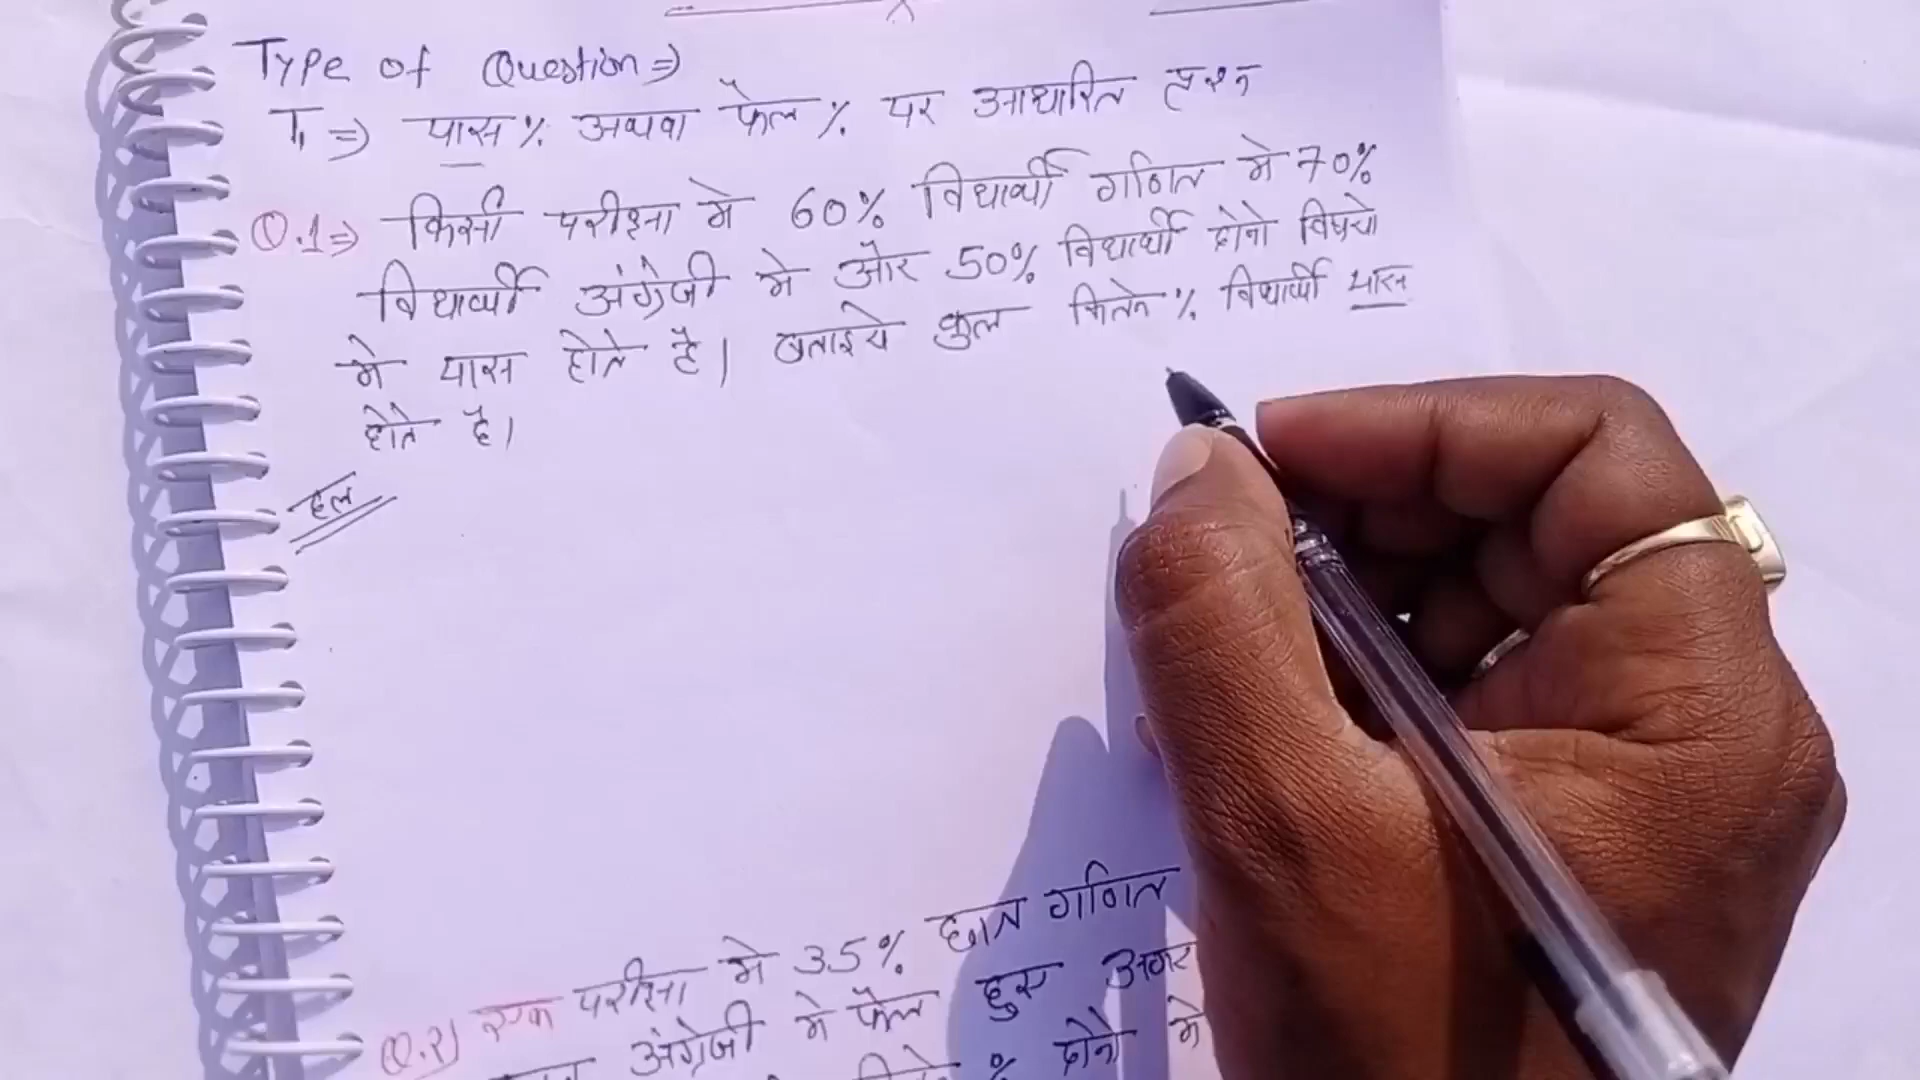 Type of Question ⇒
T₁ ⇒ पास % अथवा फैल % पर आधारित प्रश्न
Q.1 ⇒ किसी परीक्षा मे 60% विधार्थी गणित मे 70%
विधार्थी अंग्रेजी मे और 50% विधार्थी दोनो विषयो
मे पास होते है। बताइये कुल कितने % विधार्थी पास
होते है।
हल
Q.2) एक परीक्षा मे 35% छात्र गणित
अंग्रेजी मे फैल हुए अगर
% दोनो मे